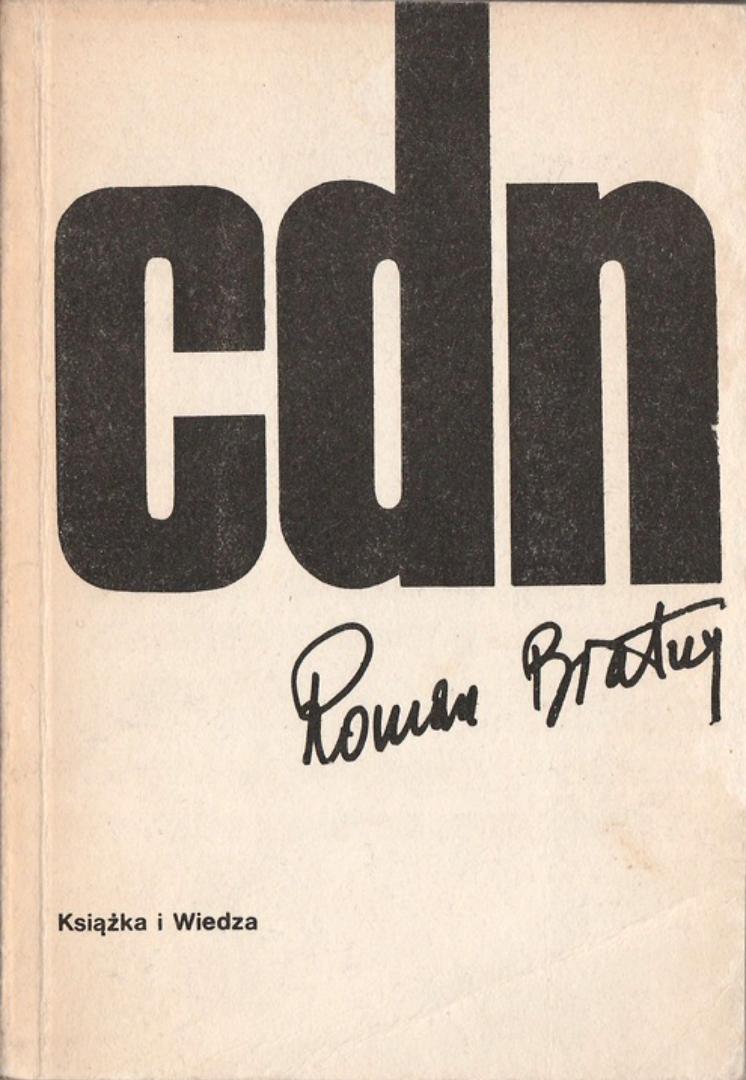 cdn
Roman Bratny
Książka i Wiedza